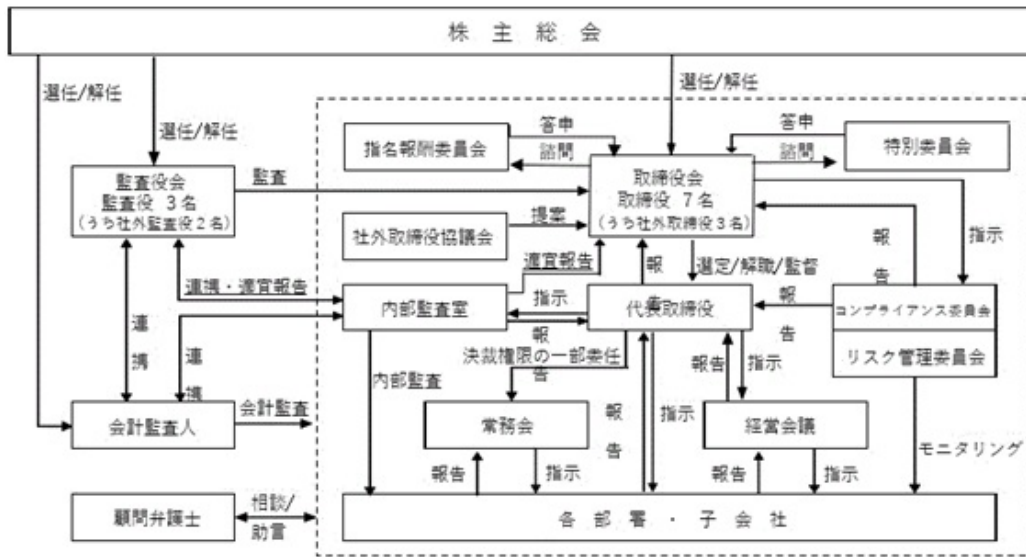 株主総会
選任/解任
選任/解任
選任/解任
指名報酬委員会
答申
諮問
答申
諮問
特別委員会
監査役会
監査役 3名
(うち社外監査役2名)
監査
取締役会
取締役 7名
(うち社外取締役3名)
社外取締役協議会
提案
適宜報告
報告
選定/解職/監督
報告
指示
連携・適宜報告
内部監査室
指示
報告
代表取締役
報告
コンプライアンス委員会
リスク管理委員会
連携
連携
内部監査
決裁権限の一部委任
報告
指示
会計監査人
会計監査
常務会
報告
指示
経営会議
モニタリング
報告
指示
報告
指示
顧問弁護士
相談/
助言
各部署・子会社